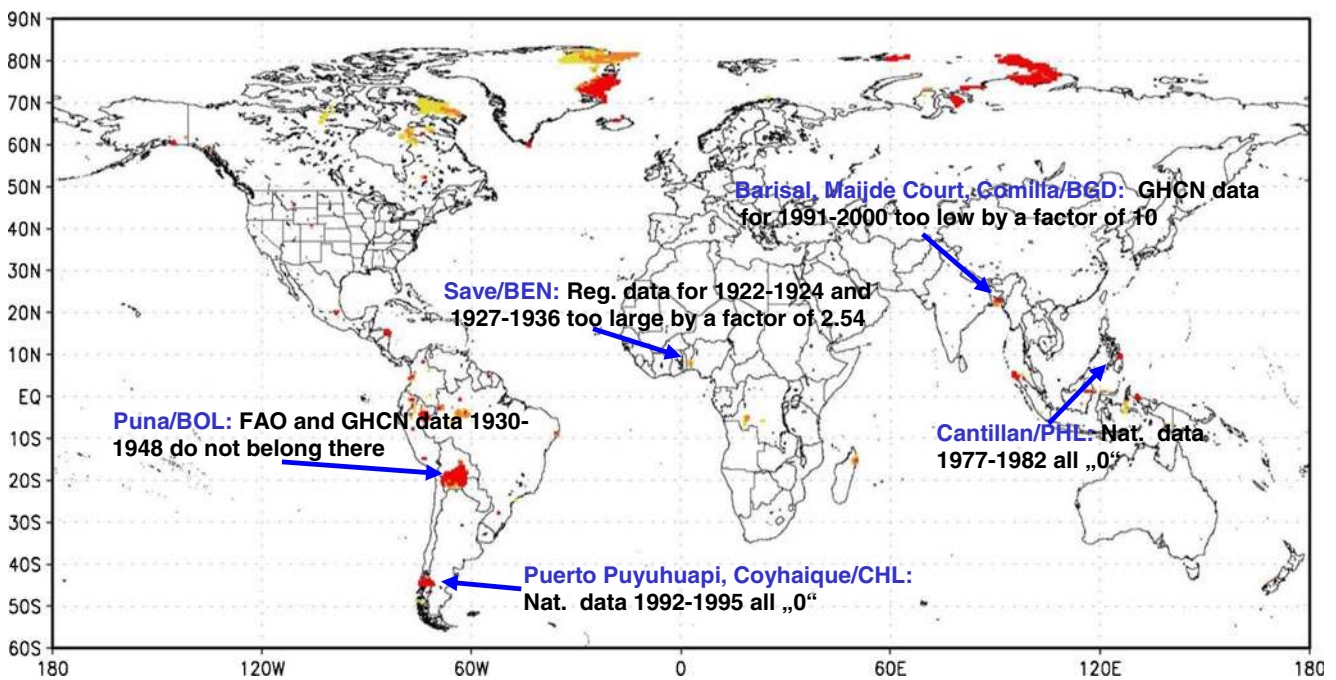 90N
80N
70N
60N
50N
40N
30N
20N
10N
EQ
10S
20S
30S
40S
50S
60S
Barisal, Maijde Court, Comilla/BGD: GHCN data
for 1991-2000 too low by a factor of 10
Save/BEN: Reg. data for 1922-1924 and
1927-1936 too large by a factor of 2.54
Puna/BOL: FAO and GHCN data 1930-
1948 do not belong there
Cantillan/PHL: Nat. data
1977-1982 all „0“
Puerto Puyuhuapi, Coyhaique/CHL:
Nat. data 1992-1995 all „0“
180 120W 60W 0 60E 120E 180